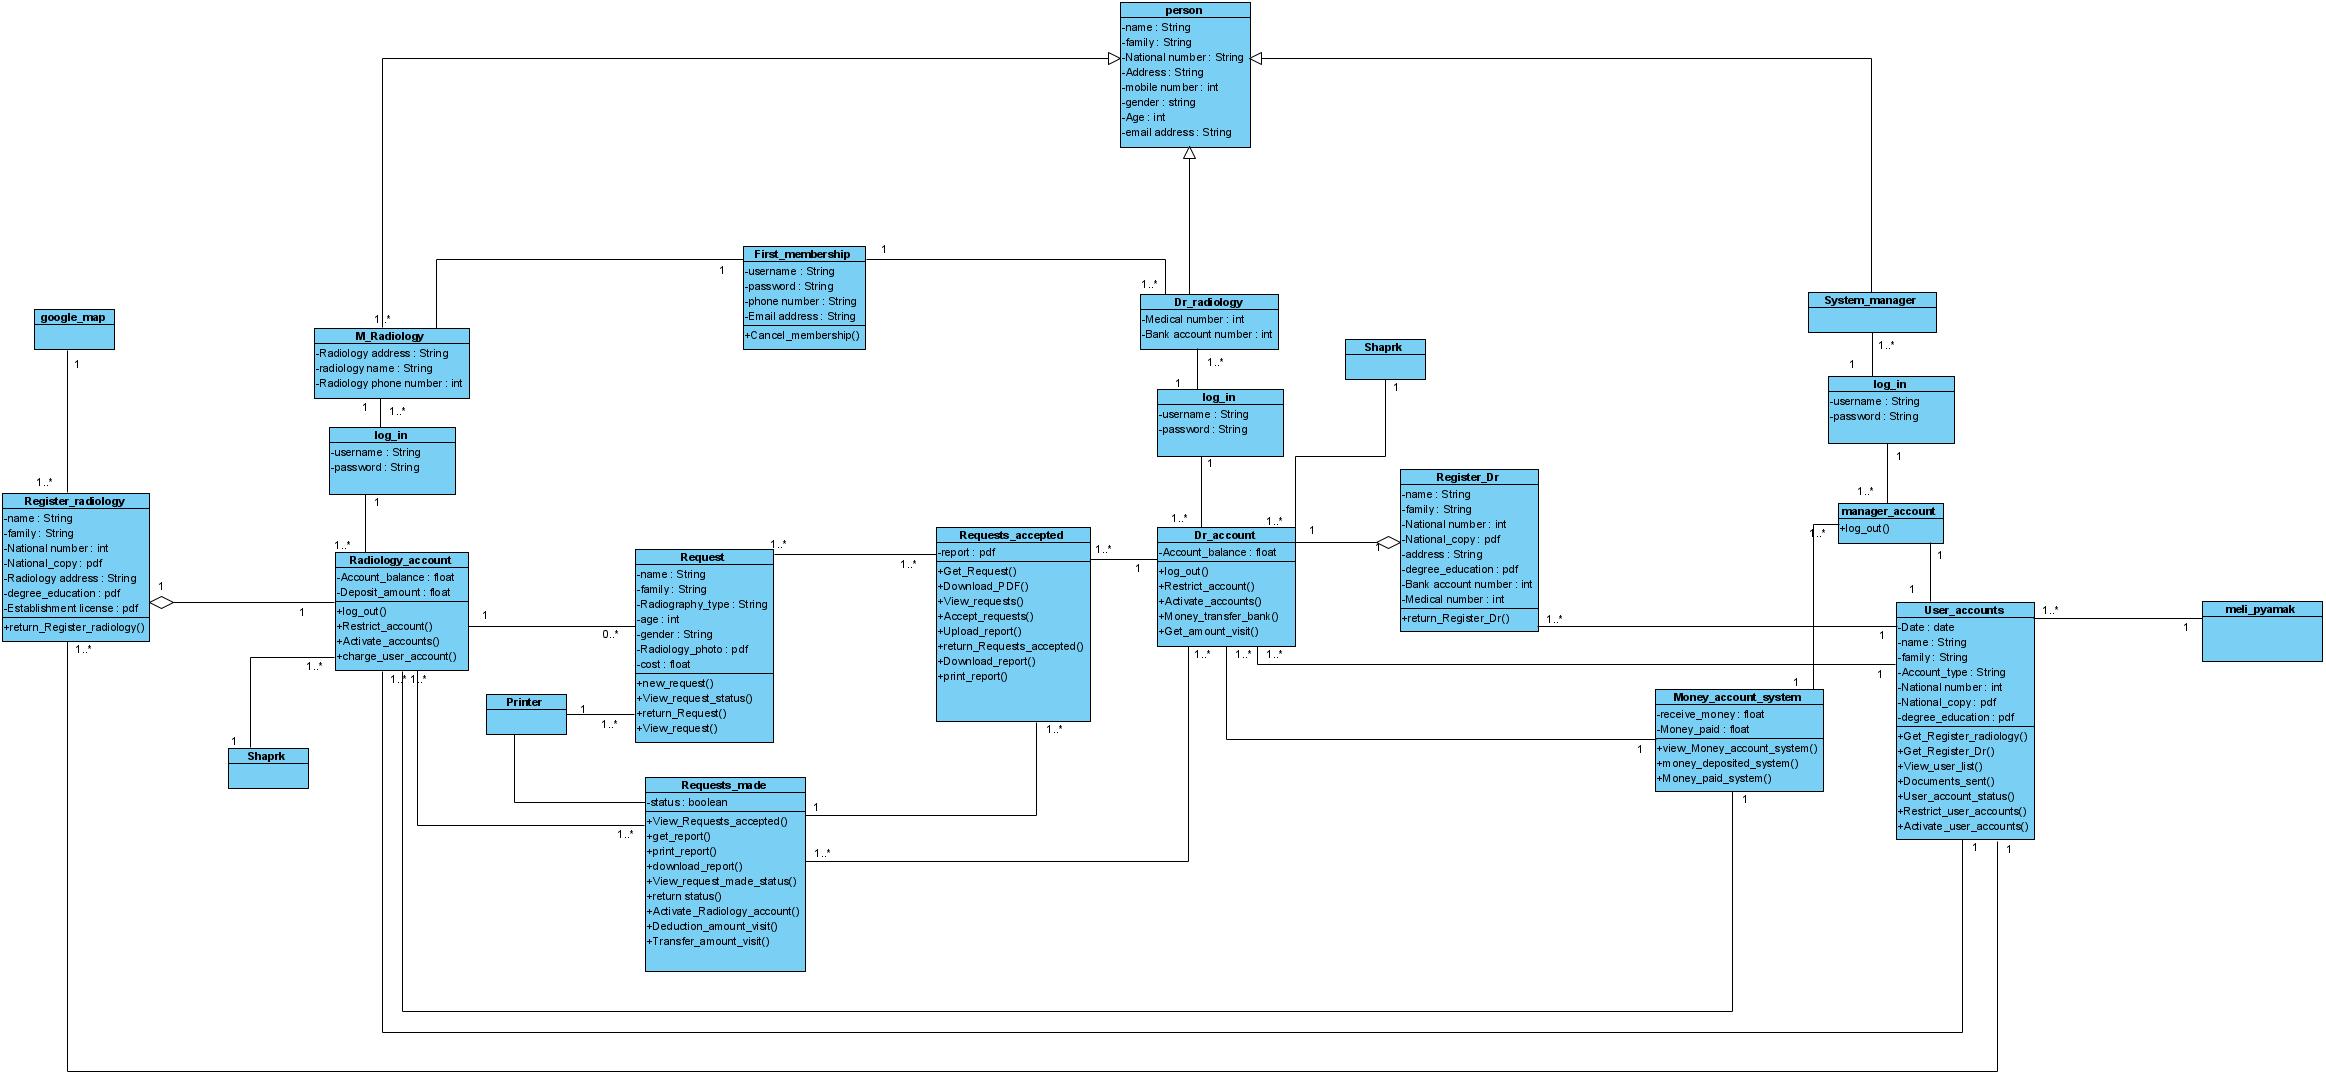 person
-name : String
-family : String
-National number : String
-Address : String
-mobile number : int
-gender : string
-Age : int
-email address : String
First_membership
-username : String
-password : String
-phone number : String
-Email address : String
+Cancel_membership()
1
1
1..*
Dr_radiology
-Medical number : int
-Bank account number : int
System_manager
google_map
1
1..*
M_Radiology
-Radiology address : String
-radiology name : String
-Radiology phone number : int
1
1..*
log_in
-username : String
-password : String
1
1..*
1..*
1
log_in
-username : String
-password : String
1
1..*
Shaprk
1
1..*
1..*
1
log_in
-username : String
-password : String
1
1..*
manager_account
+log_out()
1..*
1
1
1..*
Register_radiology
-name : String
-family : String
-National number : int
-National_copy : pdf
-Radiology address : String
-degree_education : pdf
-Establishment license : pdf
+return_Register_radiology()
1
1
1..*
Radiology_account
-Account_balance : float
-Deposit_amount : float
+log_out()
+Restrict_account()
+Activate_accounts()
+charge_user_account()
1
0..*
1..*
1..*
1..*
1
Shaprk
Request
-name : String
-family : String
-Radiography_type : String
-age : int
-gender : String
-Radiology_photo : pdf
-cost : float
+new_request()
+View_request_status()
+return_Request()
+View_request()
1..*
1..*
Printer
1
1..*
Requests_accepted
-report : pdf
+Get_Request()
+Download_PDF()
+View_requests()
+Accept_requests()
+Upload_report()
+return_Requests_accepted()
+Download_report()
+print_report()
1..*
1
1..*
Dr_account
-Account_balance : float
+log_out()
+Restrict_account()
+Activate_accounts()
+Money_transfer_bank()
+Get_amount_visit()
1
1
1..*
1..*
1..*
Register_Dr
-name : String
-family : String
-National number : int
-National_copy : pdf
-address : String
-degree_education : pdf
-Bank account number : int
-Medical number : int
+return_Register_Dr()
1..*
1
1
User_accounts
-Date : date
-name : String
-family : String
-Account_type : String
-National number : int
-National_copy : pdf
-degree_education : pdf
+Get_Register_radiology()
+Get_Register_Dr()
+View_user_list()
+Documents_sent()
+User_account_status()
+Restrict_user_accounts()
+Activate_user_accounts()
1..*
1
meli_pyamak
1
1
1
Money_account_system
-receive_money : float
-Money_paid : float
+view_Money_account_system()
+money_deposited_system()
+Money_paid_system()
1
1
Requests_made
-status : boolean
+View_Requests_accepted()
+get_report()
+print_report()
+download_report()
+View_request_made_status()
+return status()
+Activate_Radiology_account()
+Deduction_amount_visit()
+Transfer_amount_visit()
1
1..*
1..*